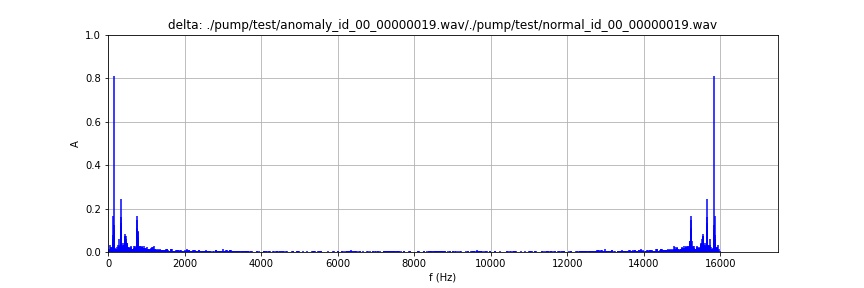 delta: ./pump/test/anomaly_id_00_00000019.wav/./pump/test/normal_id_00_00000019.wav
1.0
0.8
0.6
0.4
0.2
0.0
A
0 2000 4000 6000 8000 10000 12000 14000 16000
f (Hz)